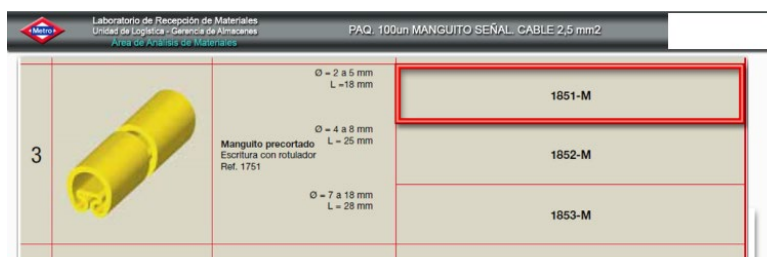 Metro
Laboratorio de Recepción de Materiales
Unidad de Logística - Gerencia de Almacenes
Área de Análisis de Materiales
PAQ. 100un MANGUITO SEÑAL. CABLE 2,5 mm2
3
Manguito precortado
Escritura con rotulador
Ref. 1751
Ø = 2 a 5 mm
L =18 mm
1851-M
Ø = 4 a 8 mm
L = 25 mm
1852-M
Ø = 7 a 18 mm
L = 28 mm
1853-M